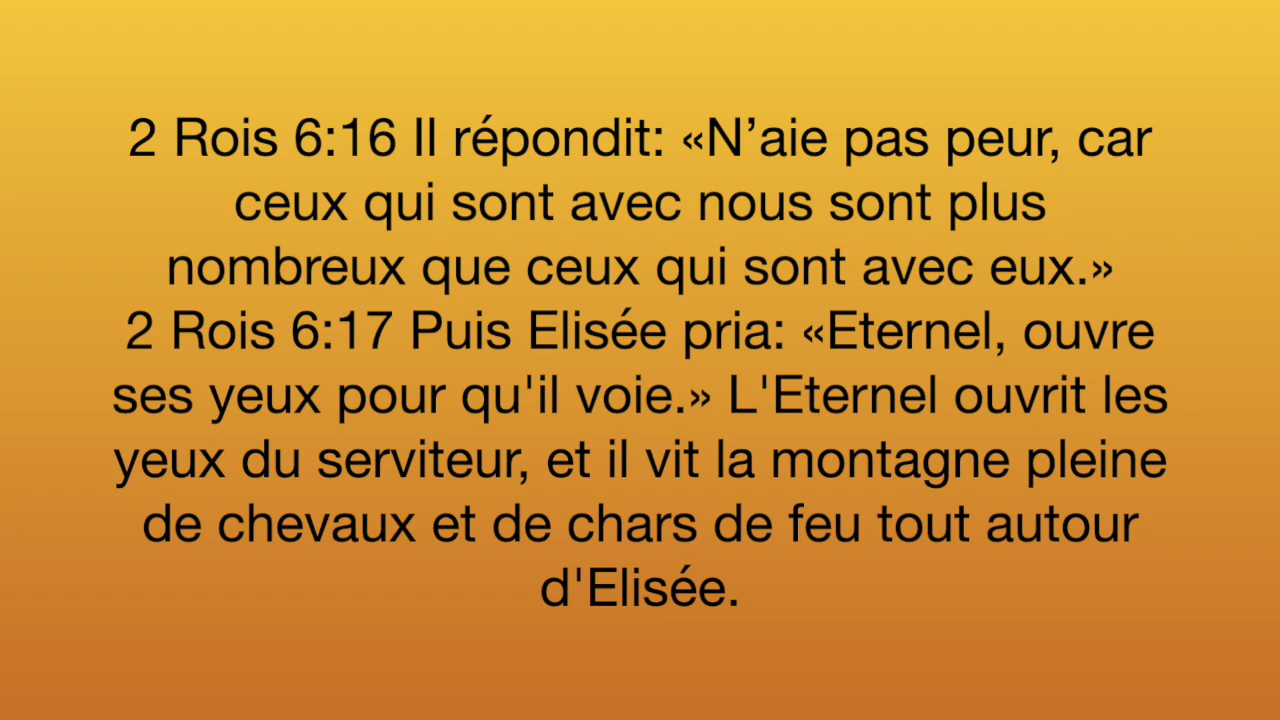 2 Rois 6:16 Il répondit: «N’aie pas peur, car
ceux qui sont avec nous sont plus
nombreux que ceux qui sont avec eux.»
2 Rois 6:17 Puis Elisée pria: «Eternel, ouvre
ses yeux pour qu'il voie.» L'Eternel ouvrit les
yeux du serviteur, et il vit la montagne pleine
de chevaux et de chars de feu tout autour
d'Elisée.